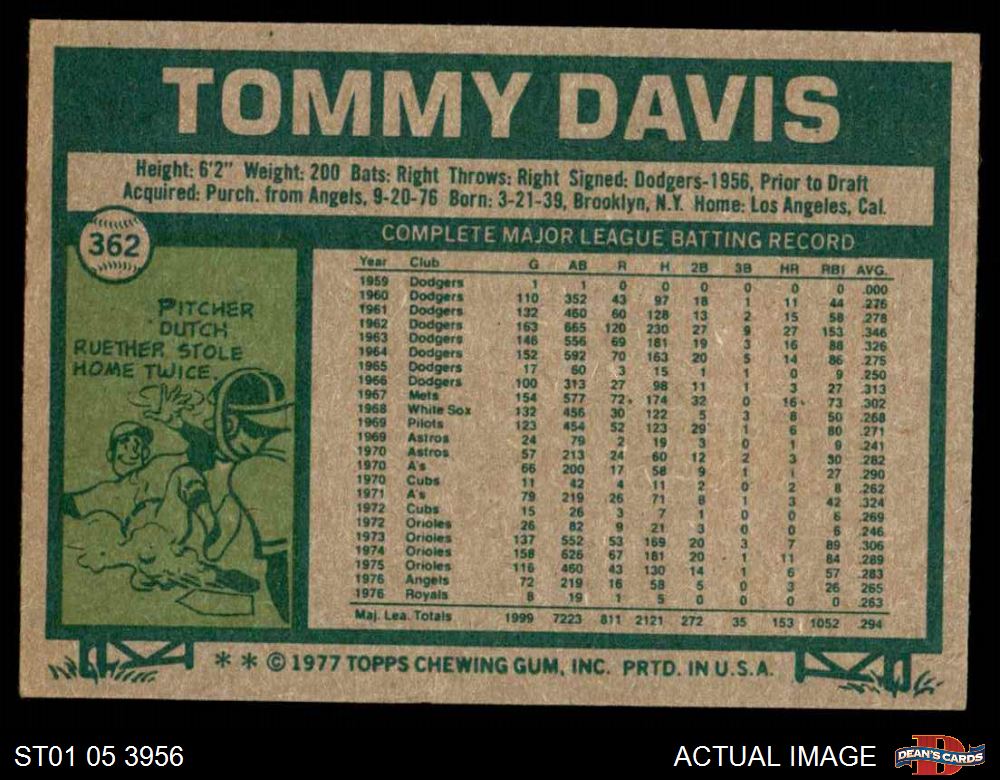 TOMMY DAVIS
Height: 6'2" Weight: 200 Bats: Right Throws: Right Signed: Dodgers-1956, Prior to Draft
Acquired: Purch. from Angels, 9-20-76 Born: 3-21-39, Brooklyn, N.Y. Home: Los Angeles, Cal.
362
PITCHER
DUTCH
RUETHER STOLE
HOME TWICE.
COMPLETE MAJOR LEAGUE BATTING RECORD
Year Club G AB R H 2B 3B HR RBI AVG.
1959 Dodgers 1 1 0 0 0 0 0 0 .000
1960 Dodgers 110 352 43 97 18 1 11 44 .276
1961 Dodgers 132 460 60 128 13 2 15 58 .278
1962 Dodgers 163 665 120 230 27 9 27 153 .346
1963 Dodgers 146 556 69 181 19 3 16 88 .326
1964 Dodgers 152 592 70 163 20 5 14 86 .275
1965 Dodgers 17 60 3 15 1 1 0 9 .250
1966 Dodgers 100 313 27 98 11 1 3 27 .313
1967 Mets 154 577 72 174 32 0 16 73 .302
1968 White Sox 132 456 30 122 5 3 8 50 .268
1969 Pilots 123 454 52 123 29 1 6 80 .271
1969 Astros 24 79 2 19 3 0 1 9 .241
1970 Astros 57 213 24 60 12 2 3 30 .282
1970 A's 66 200 17 58 9 1 1 27 .290
1970 Cubs 11 42 4 11 2 0 2 8 .262
1971 A's 79 219 26 71 8 1 3 42 .324
1972 Cubs 15 26 3 7 1 0 0 6 .269
1972 Orioles 26 82 9 21 3 0 0 6 .246
1973 Orioles 137 552 53 169 20 3 7 89 .306
1974 Orioles 158 626 67 181 20 1 11 84 .289
1975 Orioles 116 460 43 130 14 1 6 57 .283
1976 Angels 72 219 16 58 5 0 3 26 .265
1976 Royals 8 19 1 5 0 0 0 0 .263
Maj. Lea. Totals 1999 7223 811 2121 272 35 153 1052 .294
* * © 1977 TOPPS CHEWING GUM, INC. PRTD. IN U.S.A.
ST01 05 3956 ACTUAL IMAGE DEAN'S CARDS